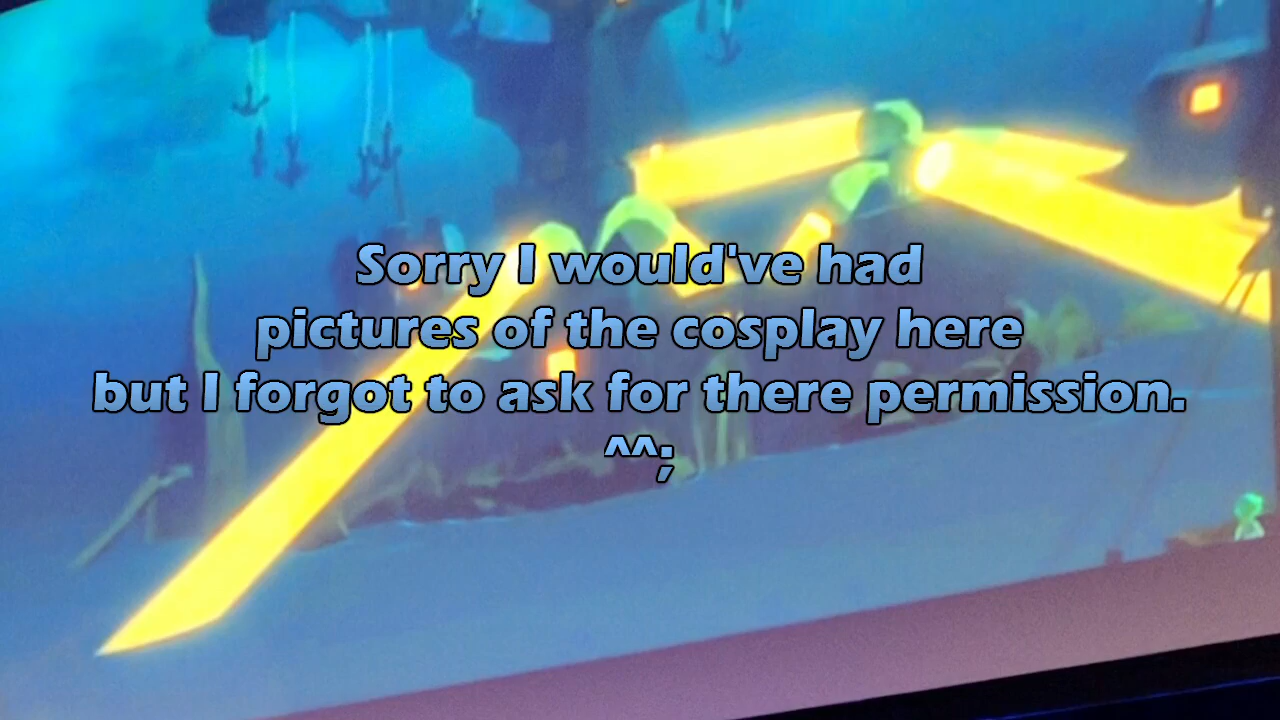 Sorry I would've had
pictures of the cosplay here
but I forgot to ask for there permission.
^^;